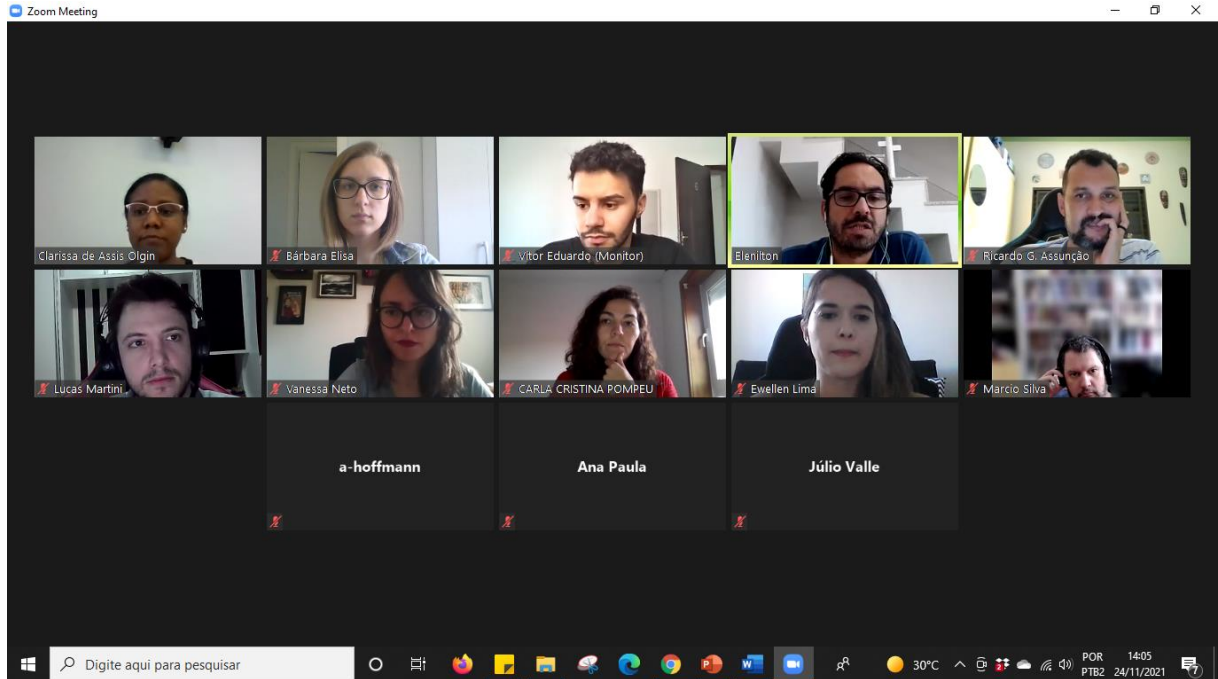 Zoom Meeting
Clarissa de Assis Olgin
Bárbara Elisa
Vitor Eduardo (Monitor)
Elenilton
Ricardo G. Assunção
Lucas Martini
Vanessa Neto
CARLA CRISTINA POMPEU
Ewellen Lima
Marcio Silva
a-hoffmann
Ana Paula
Júlio Valle
Digite aqui para pesquisar
30°C
POR
PTB2
14:05
24/11/2021